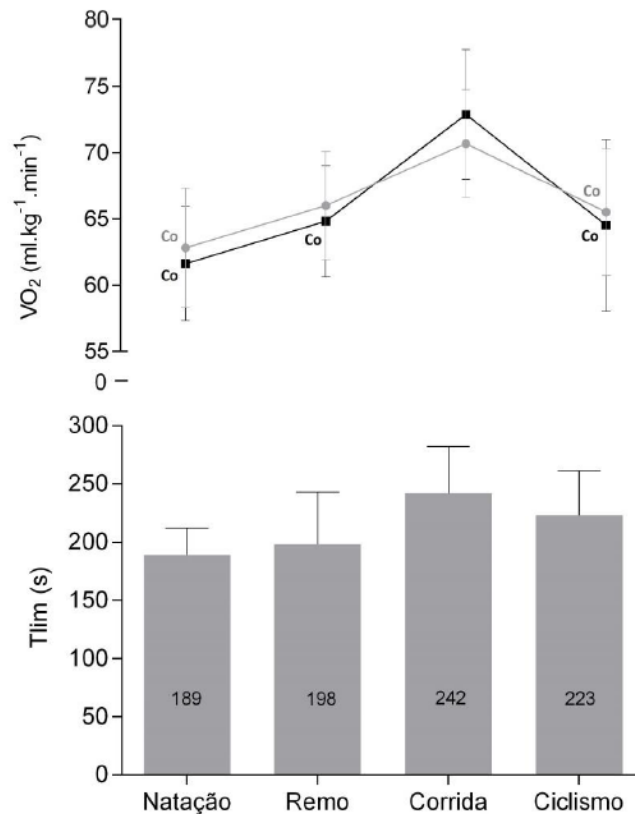 VO₂ (ml.kg⁻¹.min⁻¹)
80
75
70
65
60
55
0
Co
Co
Co
Co
Co
Tlim (s)
300
250
200
150
100
50
0
189
198
242
223
Natação
Remo
Corrida
Ciclismo